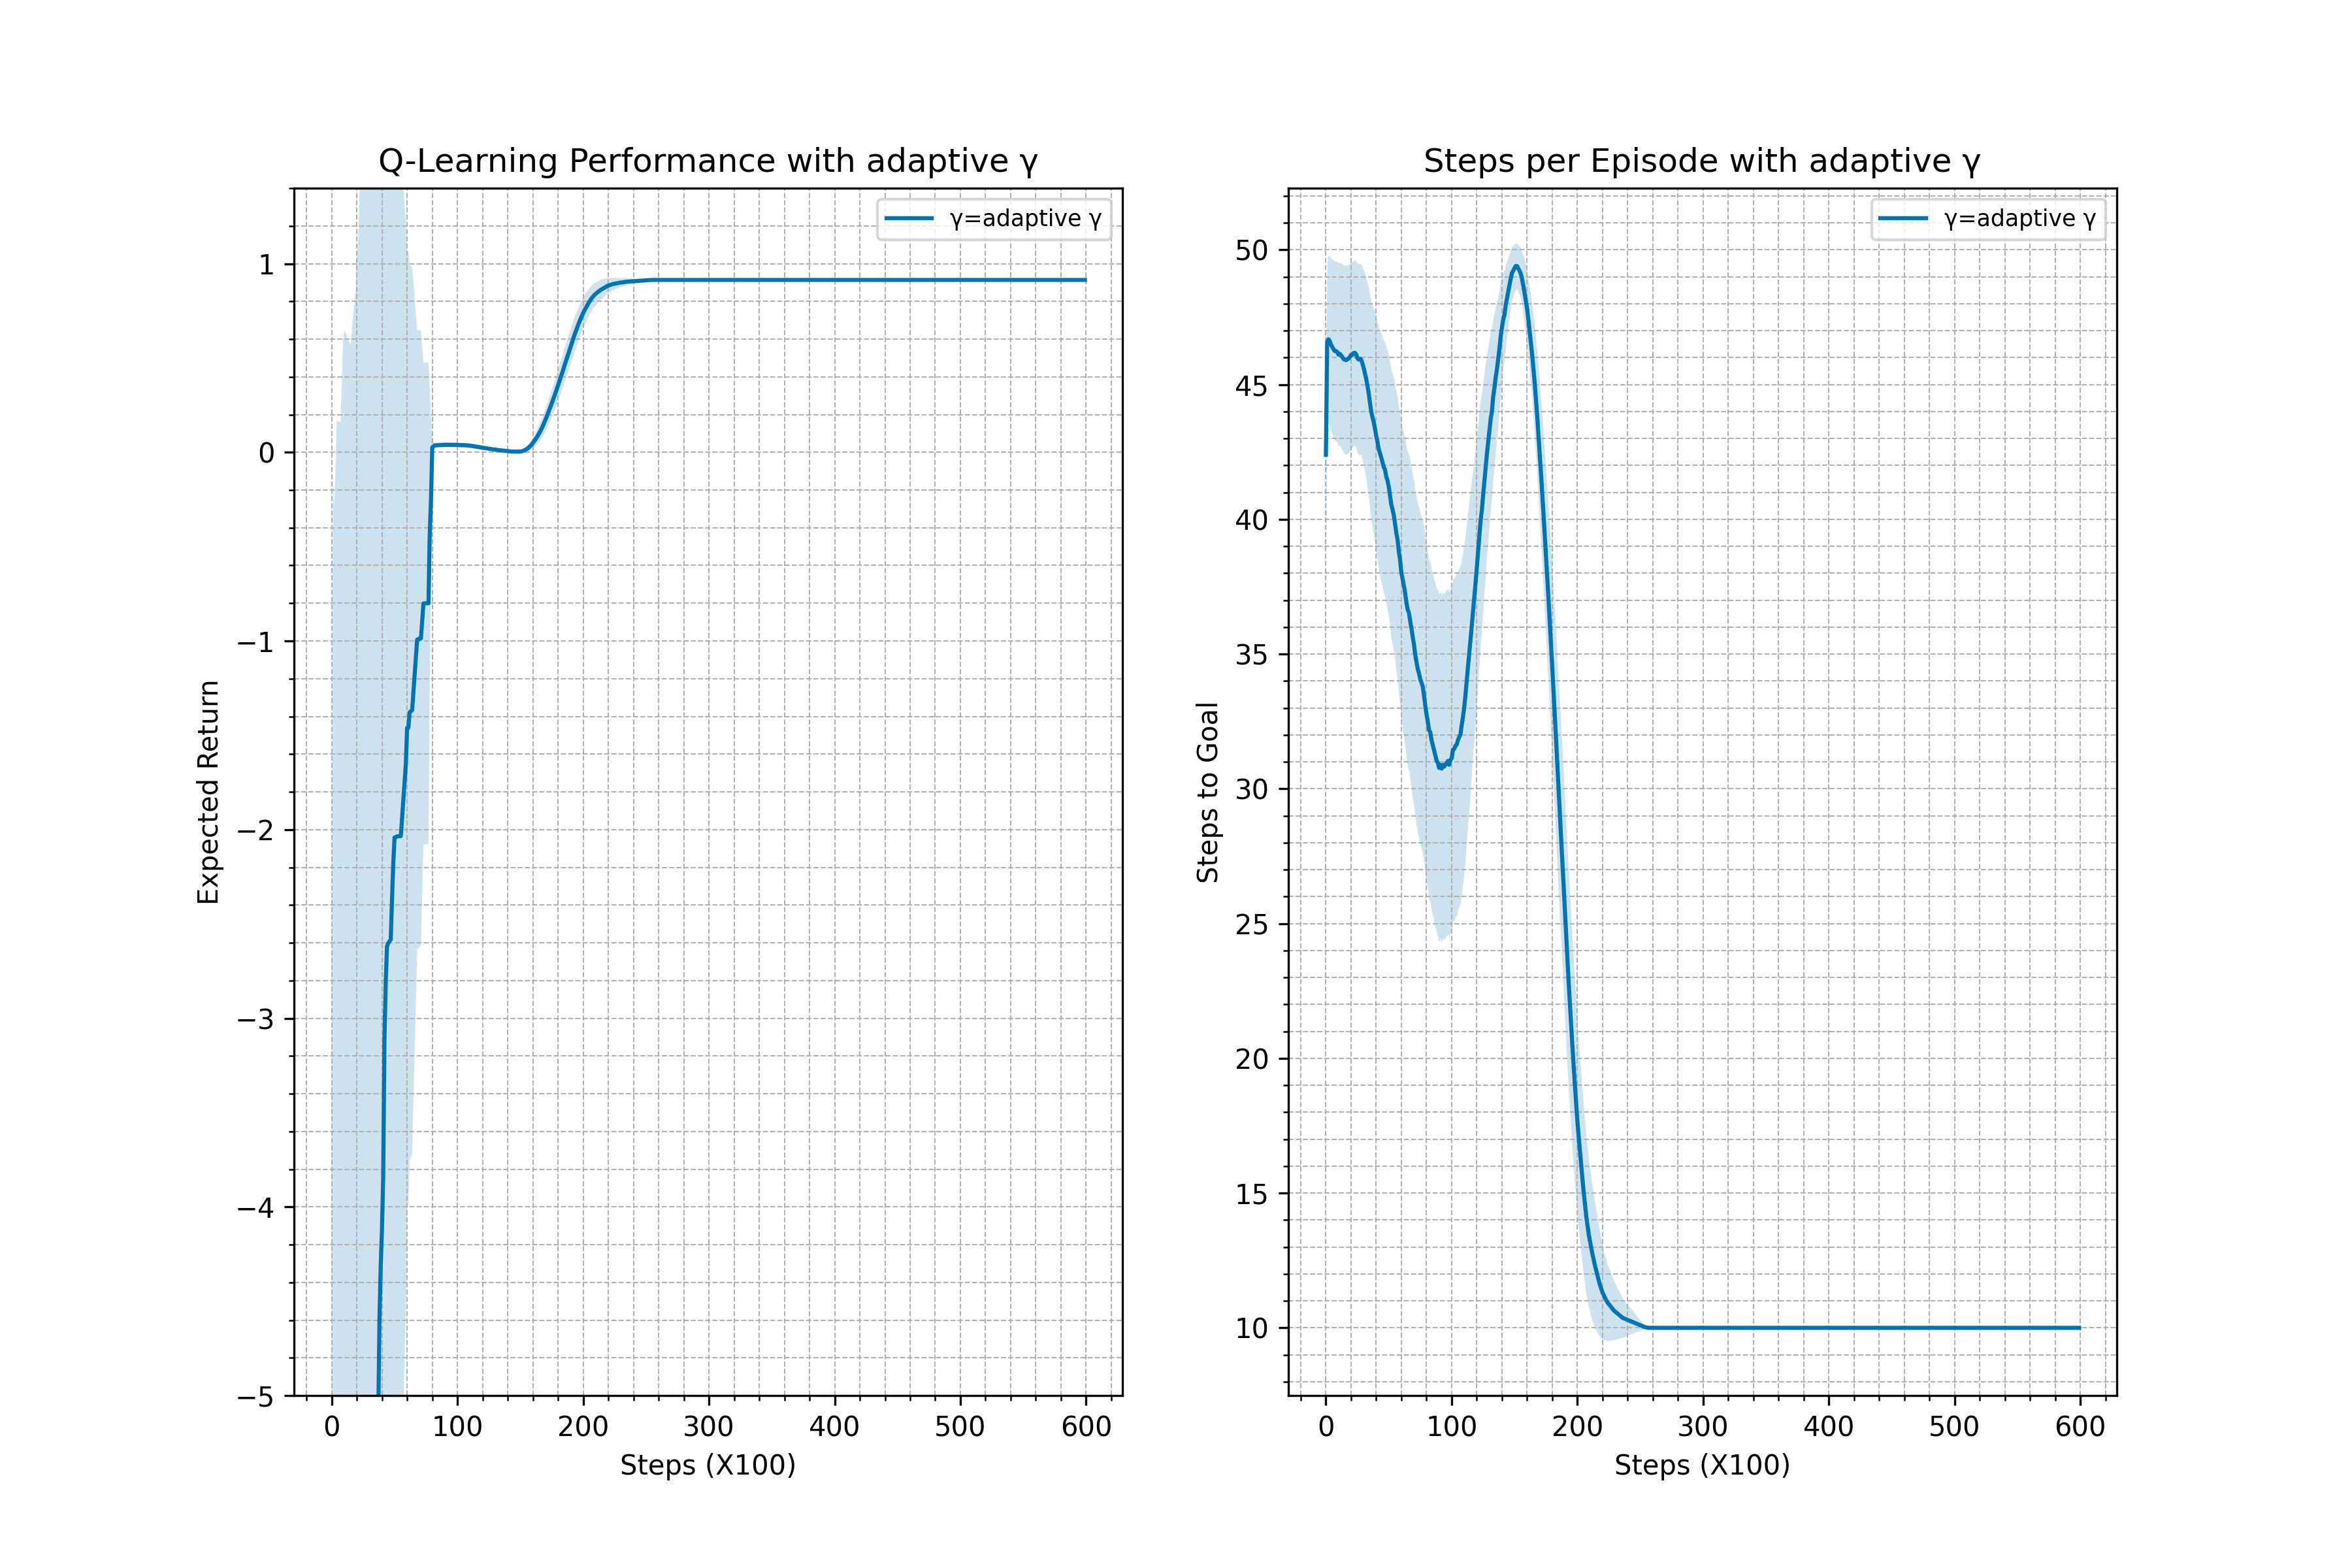 Q-Learning Performance with adaptive γ
γ=adaptive γ
Expected Return
1
0
−1
−2
−3
−4
−5
0 100 200 300 400 500 600
Steps (X100)
Steps per Episode with adaptive γ
γ=adaptive γ
Steps to Goal
50
45
40
35
30
25
20
15
10
0 100 200 300 400 500 600
Steps (X100)